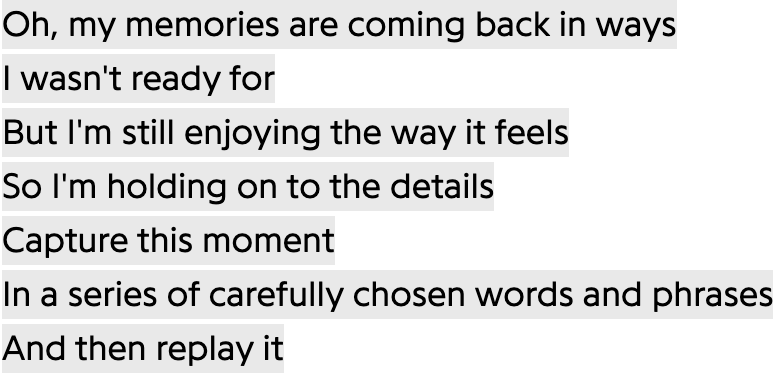 Oh, my memories are coming back in ways
I wasn't ready for
But I'm still enjoying the way it feels
So I'm holding on to the details
Capture this moment
In a series of carefully chosen words and phrases
And then replay it